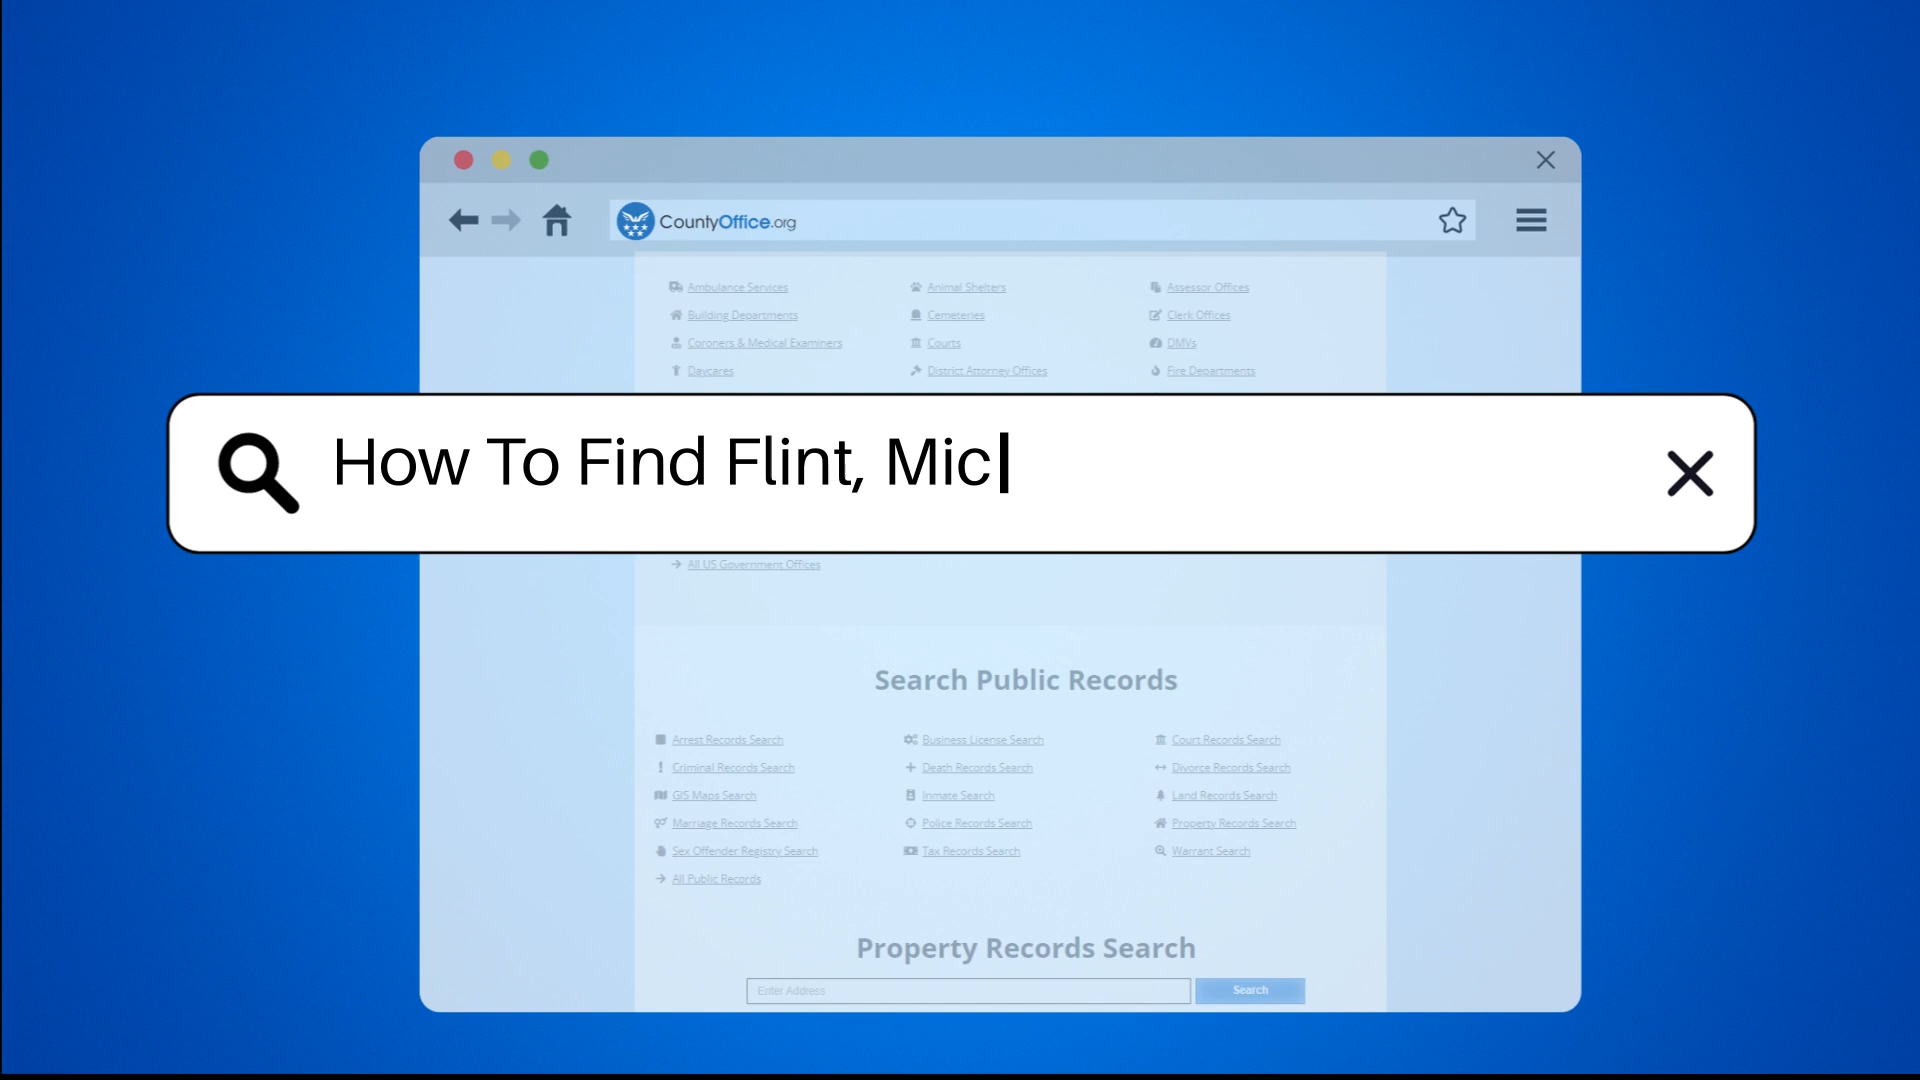 CountyOffice.org
Ambulance Services Animal Shelters Assessor Offices
Building Departments Cemeteries Clerk Offices
Coroners & Medical Examiners Courts DMVs
Daycares District Attorney Offices Fire Departments
How To Find Flint, Mic
All US Government Offices
Search Public Records
Arrest Records Search Business License Search Court Records Search
Criminal Records Search Death Records Search Divorce Records Search
GIS Maps Search Inmate Search Land Records Search
Marriage Records Search Police Records Search Property Records Search
Sex Offender Registry Search Tax Records Search Warrant Search
All Public Records
Property Records Search
Enter Address Search